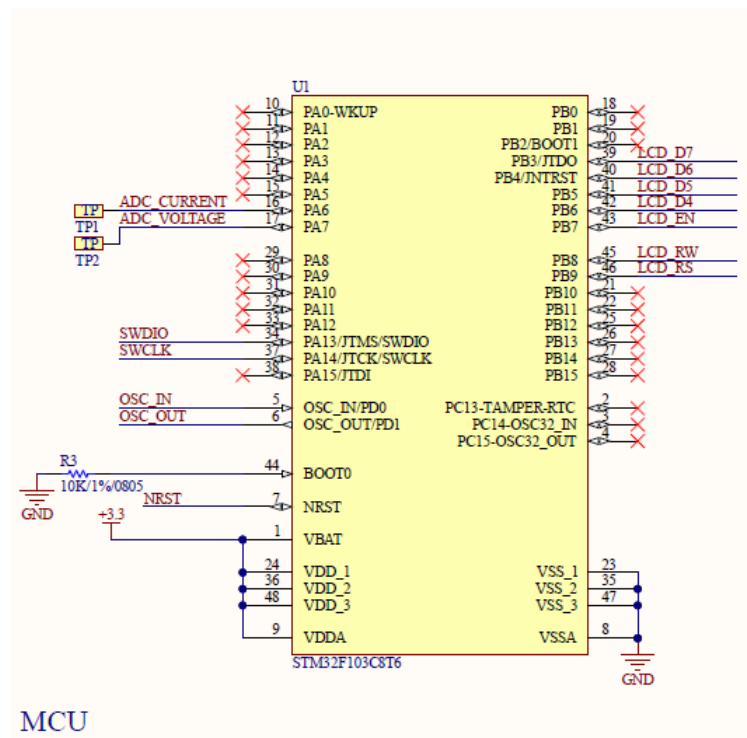 U1
10 PA0-WKUP PB0 18
11 PA1 PB1 19
12 PA2 PB2/BOOT1 20
13 PA3 PB3/JTDO 39 LCD_D7
14 PA4 PB4/JNTRST 40 LCD_D6
15 PA5 PB5 41 LCD_D5
TP ADC_CURRENT 16 PA6 PB6 42 LCD_D4
TP1 ADC_VOLTAGE 17 PA7 PB7 43 LCD_EN
TP
TP2
29 PA8 PB8 45 LCD_RW
30 PA9 PB9 46 LCD_RS
31 PA10 PB10 21
32 PA11 PB11 22
33 PA12 PB12 25
SWDIO 34 PA13/JTMS/SWDIO PB13 26
SWCLK 37 PA14/JTCK/SWCLK PB14 27
38 PA15/JTDI PB15 28
OSC_IN 5 OSC_IN/PD0 PC13-TAMPER-RTC 2
OSC_OUT 6 OSC_OUT/PD1 PC14-OSC32_IN 3
PC15-OSC32_OUT 4
R3
10K/1%/0805
44 BOOT0
GND
NRST 7 NRST
+3.3
1 VBAT
24 VDD_1 VSS_1 23
36 VDD_2 VSS_2 35
48 VDD_3 VSS_3 47
9 VDDA VSSA 8
STM32F103C8T6
GND
MCU